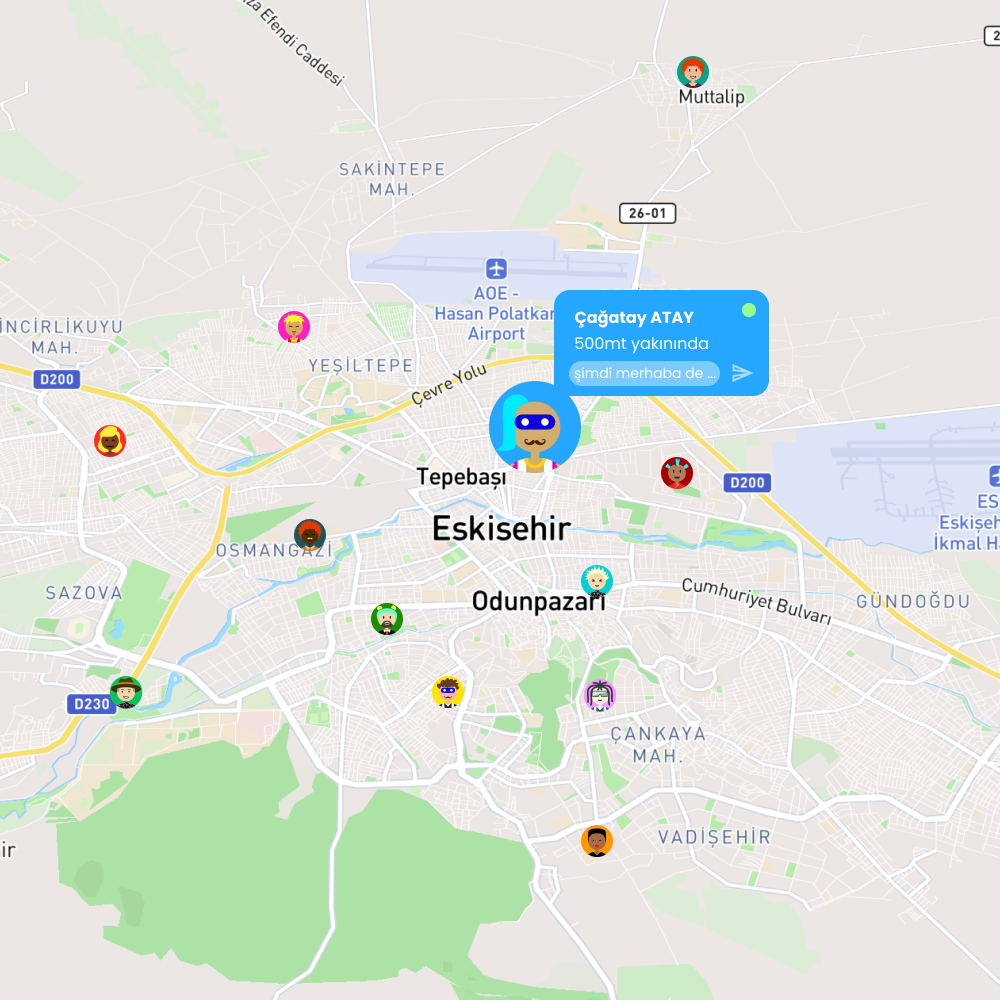 za Efendi Caddesi
2
Muttalip
SAKİNTEPE
MAH.
26-01
AOE -
Hasan Polatkan
Airport
Çağatay ATAY
500mt yakınında
şimdi merhaba de ...
İNCİRLİKUYU
MAH.
YEŞİLTEPE
D200
Çevre Yolu
Tepebaşı
D200
Eskisehir
ES
Eskişeh
İkmal Ha
OSMANGAZİ
SAZOVA
Odunpazarı
Cumhuriyet Bulvarı
GÜNDOĞDU
D230
ÇANKAYA
MAH.
VADİŞEHİR
ir